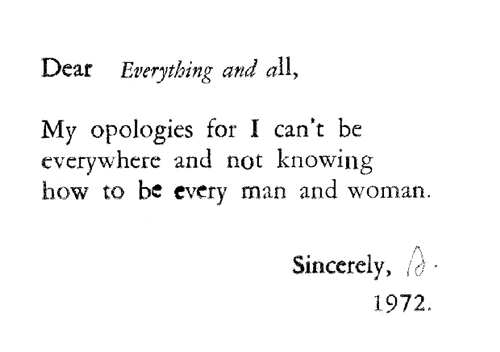 Dear Everything and all,
My opologies for I can't be
everywhere and not knowing
how to be every man and woman.
Sincerely,
1972.